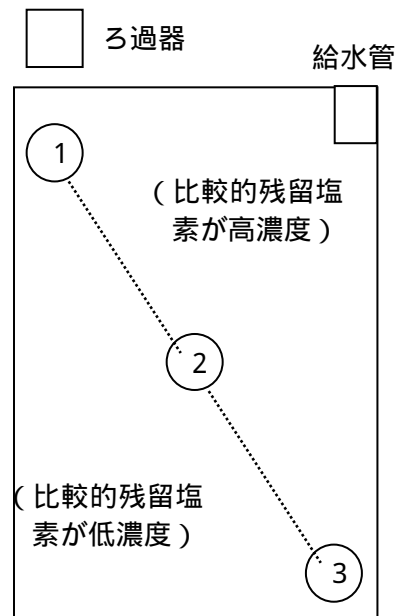 ろ過器
給水管
1
(比較的残留塩
素が高濃度)
2
(比較的残留塩
素が低濃度)
3